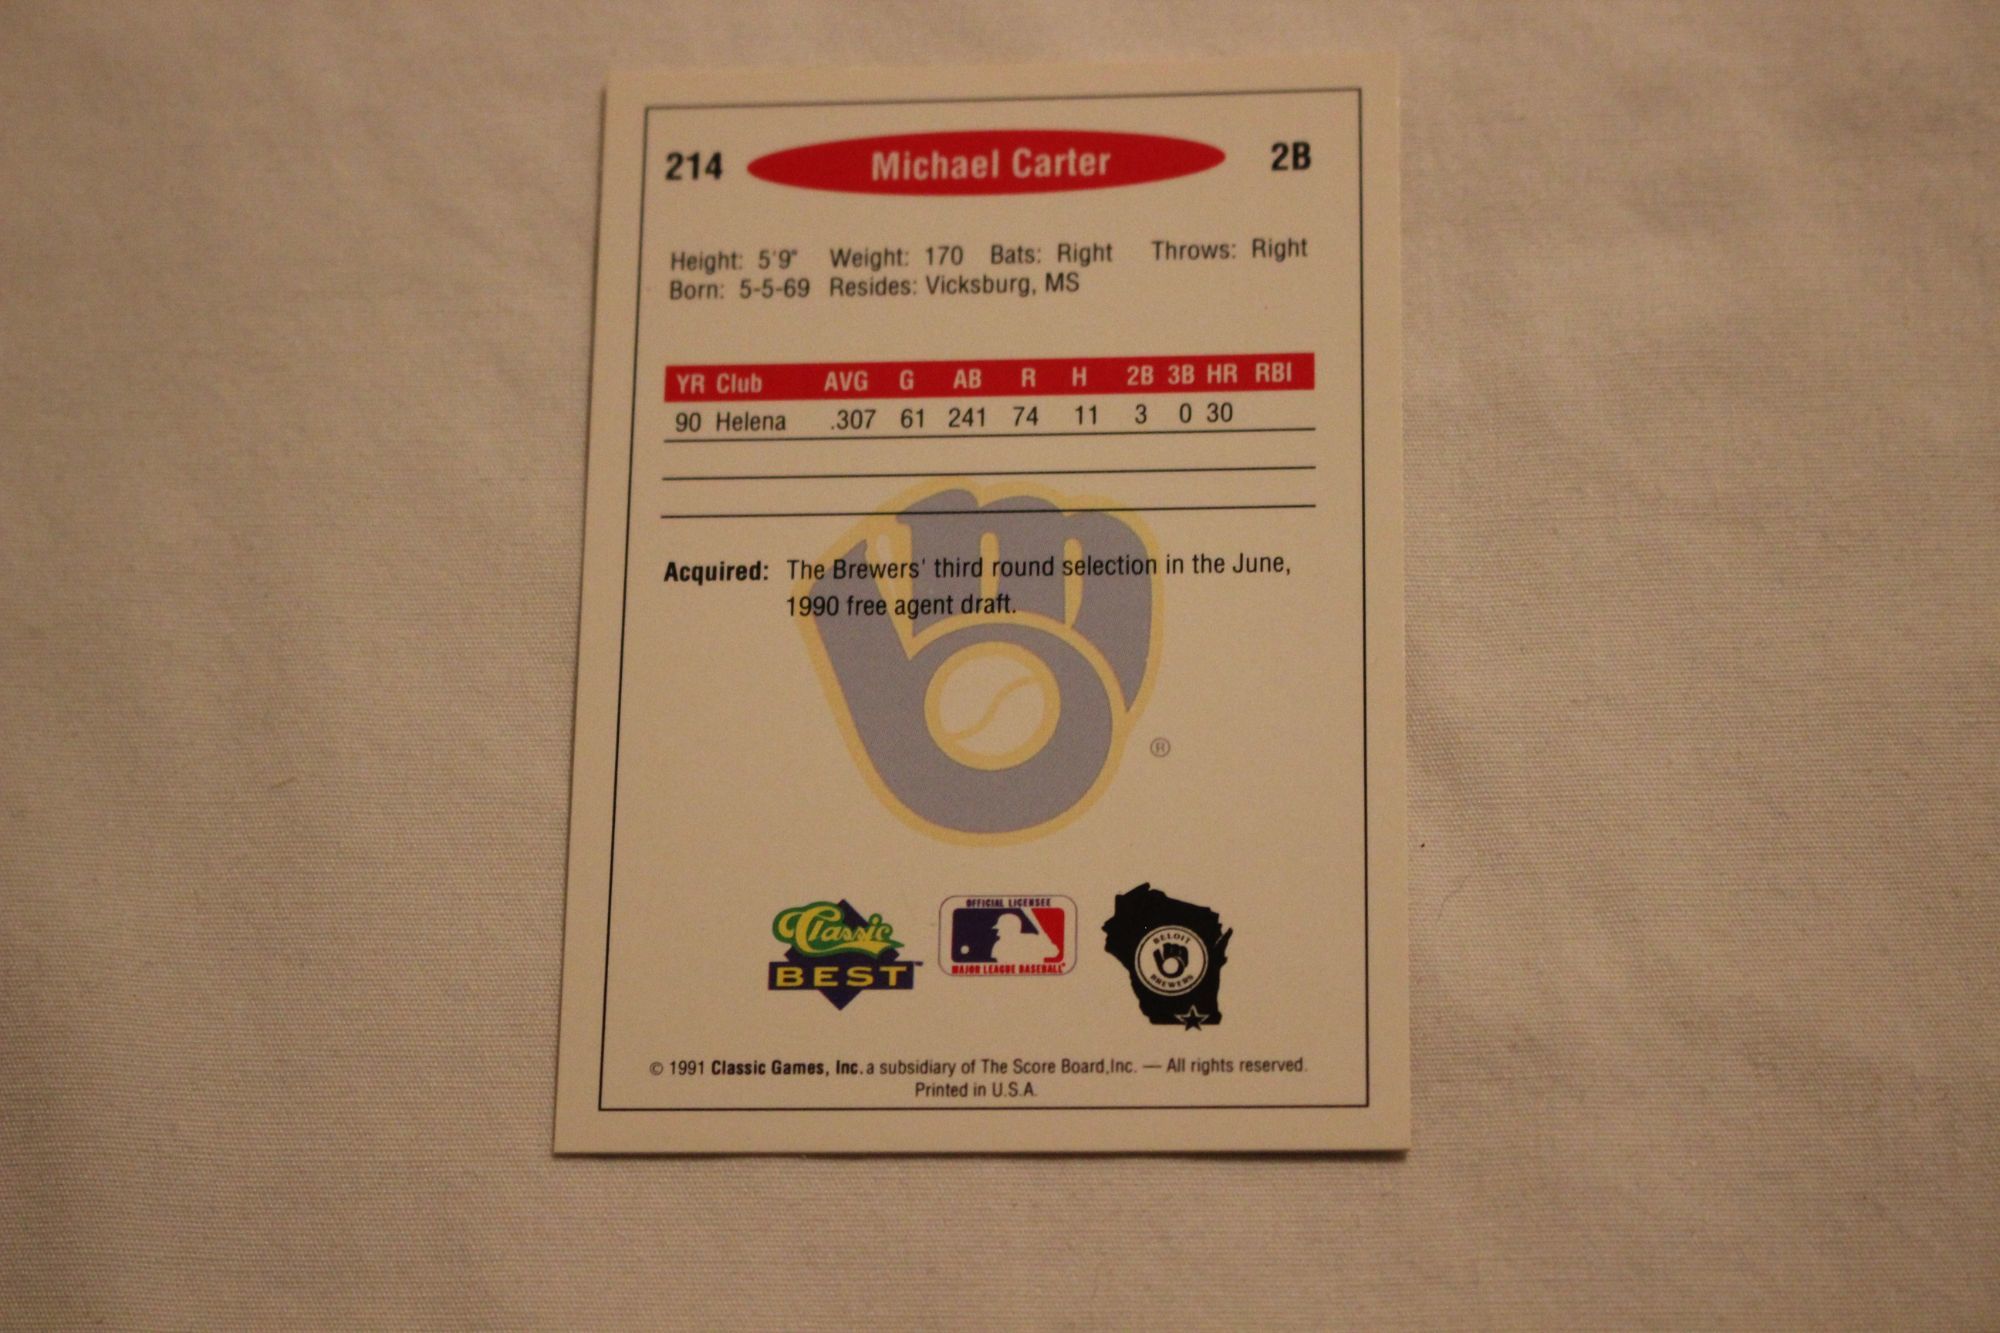 214 Michael Carter 2B
Height: 5'9" Weight: 170 Bats: Right Throws: Right
Born: 5-5-69 Resides: Vicksburg, MS
YR Club AVG G AB R H 2B 3B HR RBI
90 Helena .307 61 241 74 11 3 0 30
Acquired: The Brewers' third round selection in the June,
1990 free agent draft.
®
Classic
BEST™
OFFICIAL LICENSEE
MAJOR LEAGUE BASEBALL
BELOIT
BREWERS
© 1991 Classic Games, Inc. a subsidiary of The Score Board, Inc. — All rights reserved.
Printed in U.S.A.